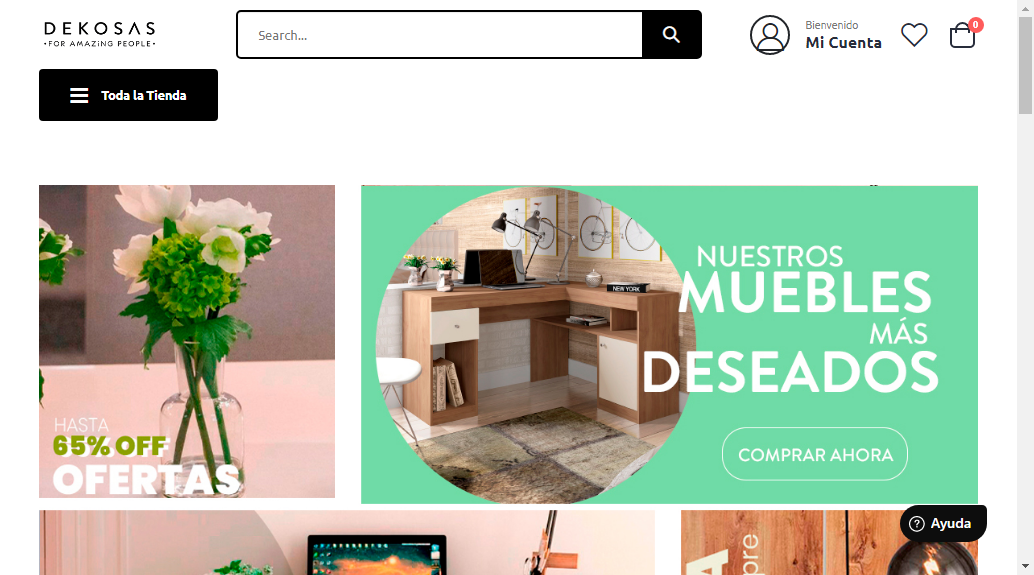 DEKOSAS
•FOR AMAZING PEOPLE•
Search...
Bienvenido
Mi Cuenta
0
Toda la Tienda
HASTA
65% OFF
OFERTAS
NUESTROS
MUEBLES
MÁS
DESEADOS
COMPRAR AHORA
NEW YORK
Ayuda